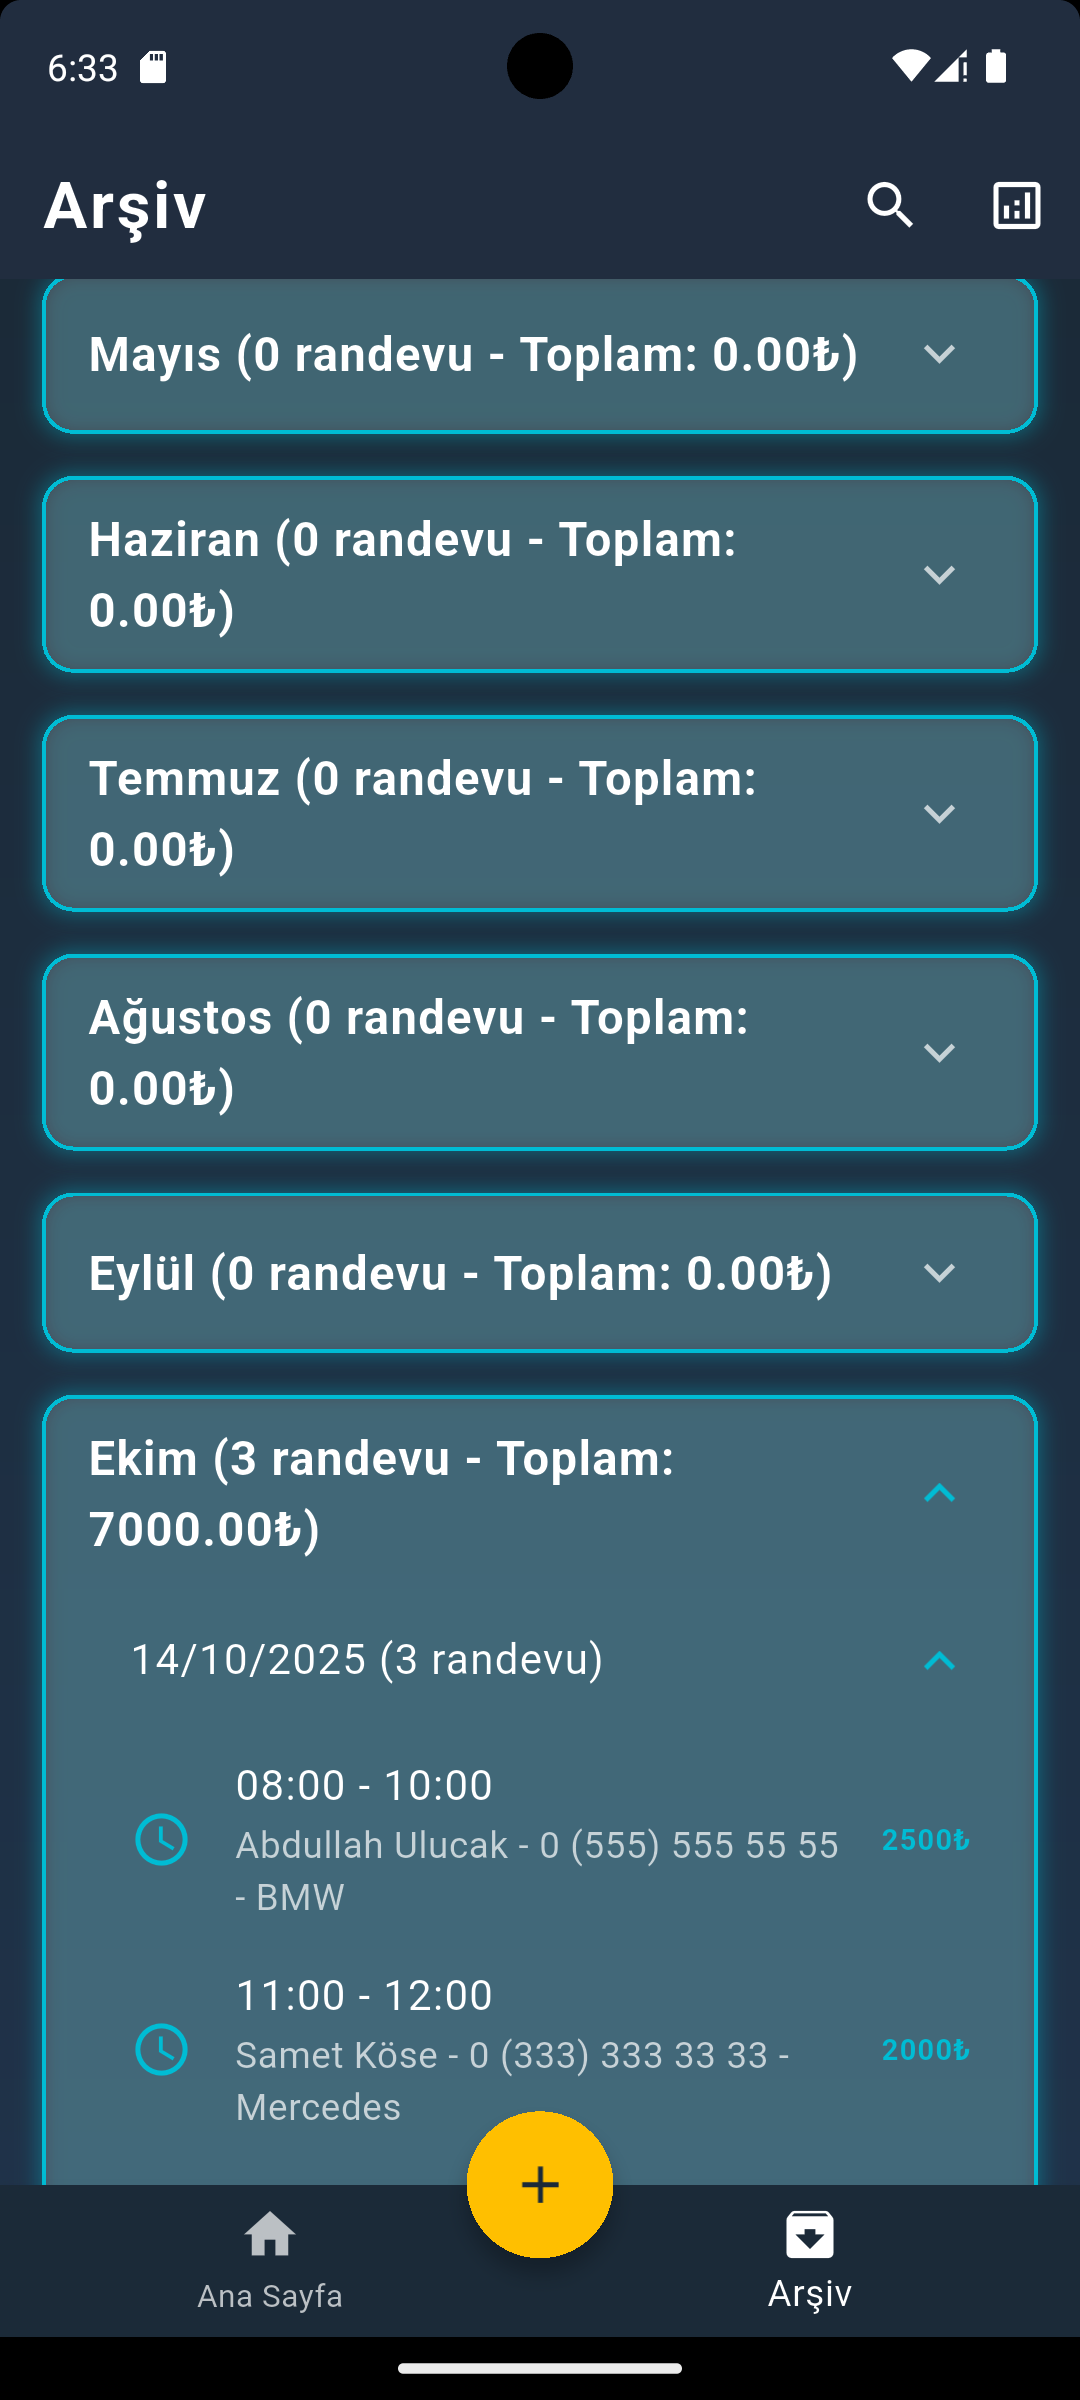 6:33
Arşiv
Mayıs (0 randevu - Toplam: 0.00₺)
Haziran (0 randevu - Toplam:
0.00₺)
Temmuz (0 randevu - Toplam:
0.00₺)
Ağustos (0 randevu - Toplam:
0.00₺)
Eylül (0 randevu - Toplam: 0.00₺)
Ekim (3 randevu - Toplam:
7000.00₺)
14/10/2025 (3 randevu)
08:00 - 10:00
Abdullah Ulucak - 0 (555) 555 55 55
- BMW
2500₺
11:00 - 12:00
Samet Köse - 0 (333) 333 33 33 -
Mercedes
2000₺
Ana Sayfa
Arşiv